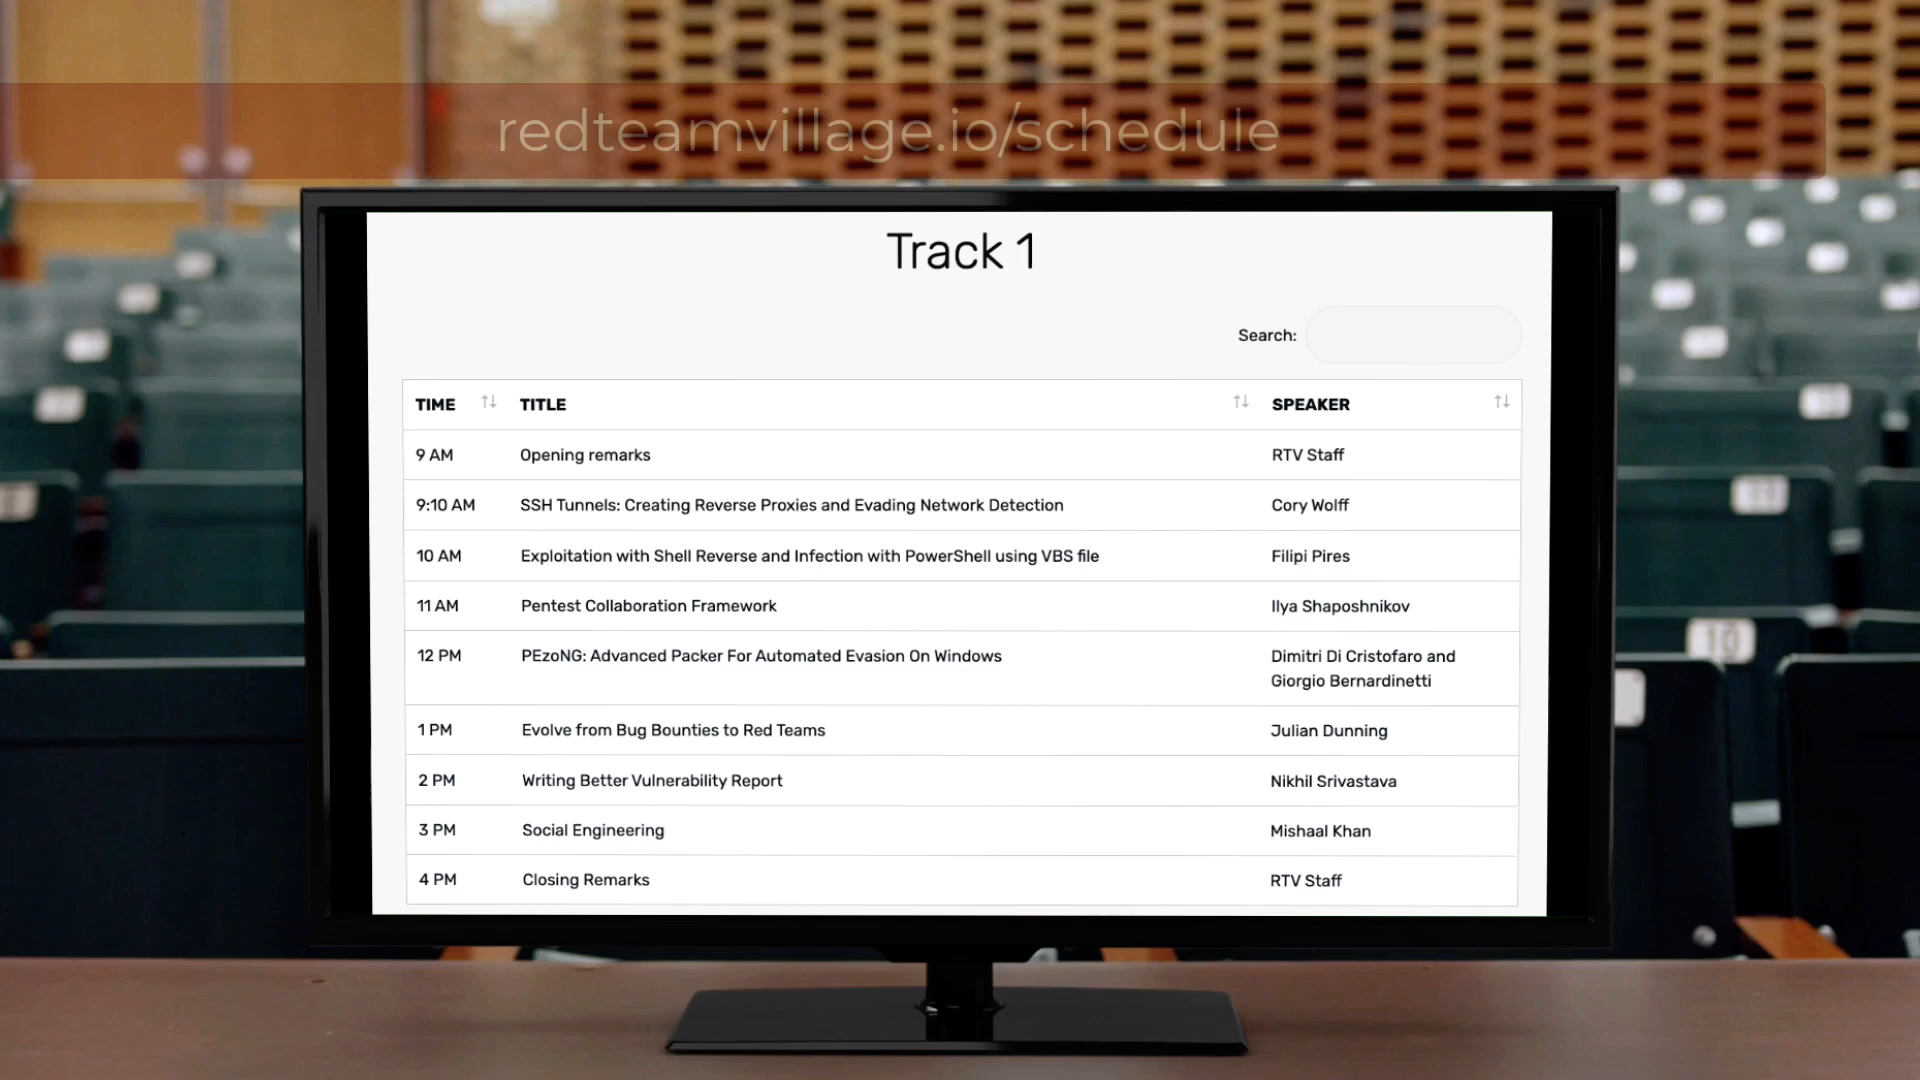 redteamvillage.io/schedule
Track 1
Search:
TIME TITLE SPEAKER
9 AM Opening remarks RTV Staff
9:10 AM SSH Tunnels: Creating Reverse Proxies and Evading Network Detection Cory Wolff
10 AM Exploitation with Shell Reverse and Infection with PowerShell using VBS file Filipi Pires
11 AM Pentest Collaboration Framework Ilya Shaposhnikov
12 PM PEzoNG: Advanced Packer For Automated Evasion On Windows Dimitri Di Cristofaro and
Giorgio Bernardinetti
1 PM Evolve from Bug Bounties to Red Teams Julian Dunning
2 PM Writing Better Vulnerability Report Nikhil Srivastava
3 PM Social Engineering Mishaal Khan
4 PM Closing Remarks RTV Staff
10